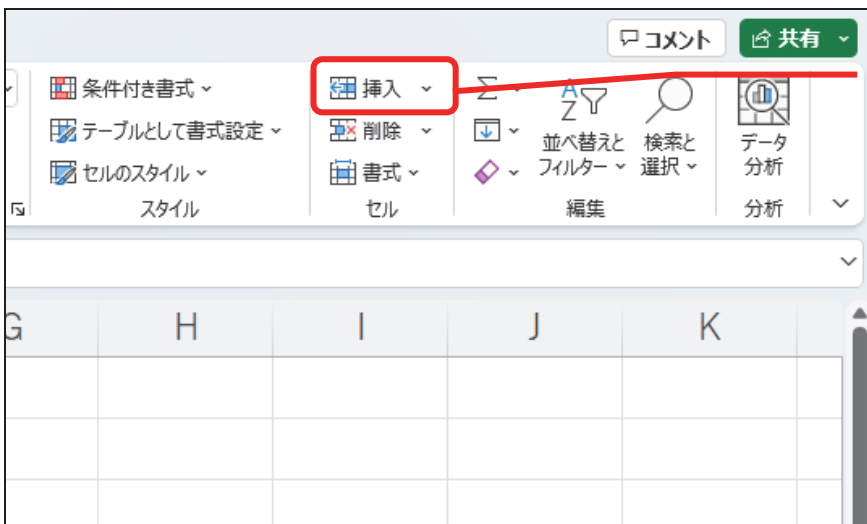 コメント
共有
条件付き書式
テーブルとして書式設定
セルのスタイル
スタイル
挿入
削除
書式
セル
並べ替えと
フィルター
検索と
選択
編集
データ
分析
分析
G H I J K